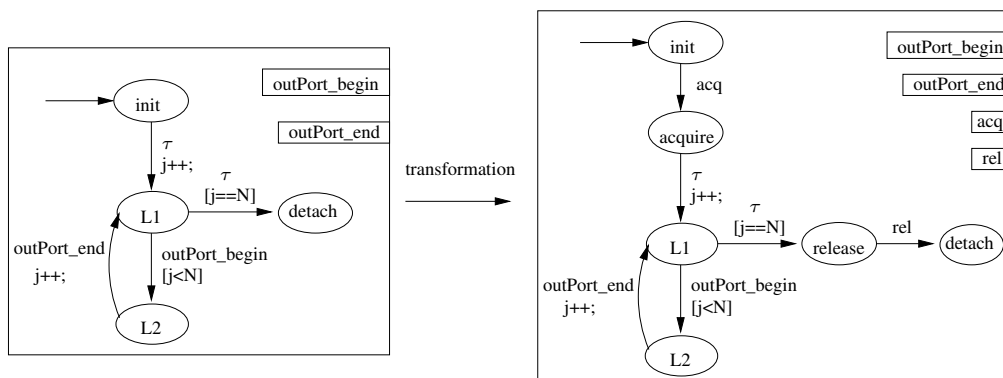 outPort_begin
init
outPort_end
τ
j++;
τ
[j==N]
L1
detach
outPort_end
j++;
outPort_begin
[j<N]
L2
transformation
init
outPort_begin
outPort_end
acq
acq
acquire
rel
τ
j++;
τ
[j==N]
L1
release
rel
detach
outPort_end
j++;
outPort_begin
[j<N]
L2